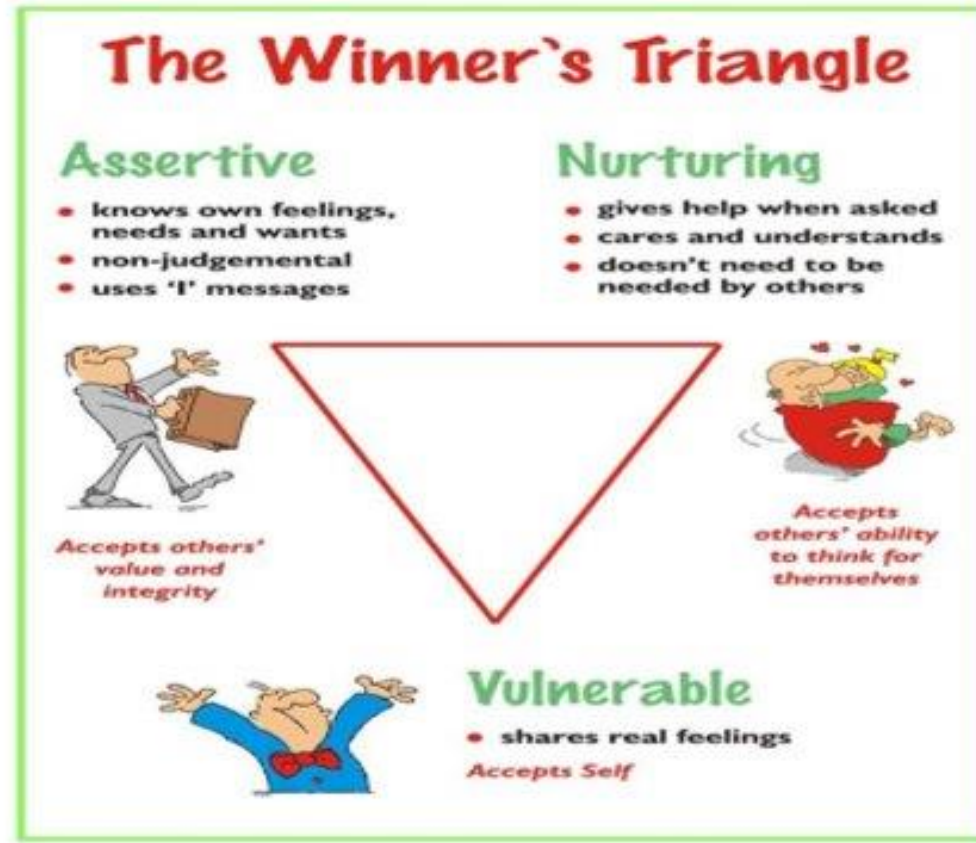 The Winner`s Triangle
Assertive
• knows own feelings,
needs and wants
• non-judgemental
• uses 'I' messages
Nurturing
• gives help when asked
• cares and understands
• doesn't need to be
needed by others
Accepts others'
value and
integrity
Accepts
others' ability
to think for
themselves
Vulnerable
• shares real feelings
Accepts Self